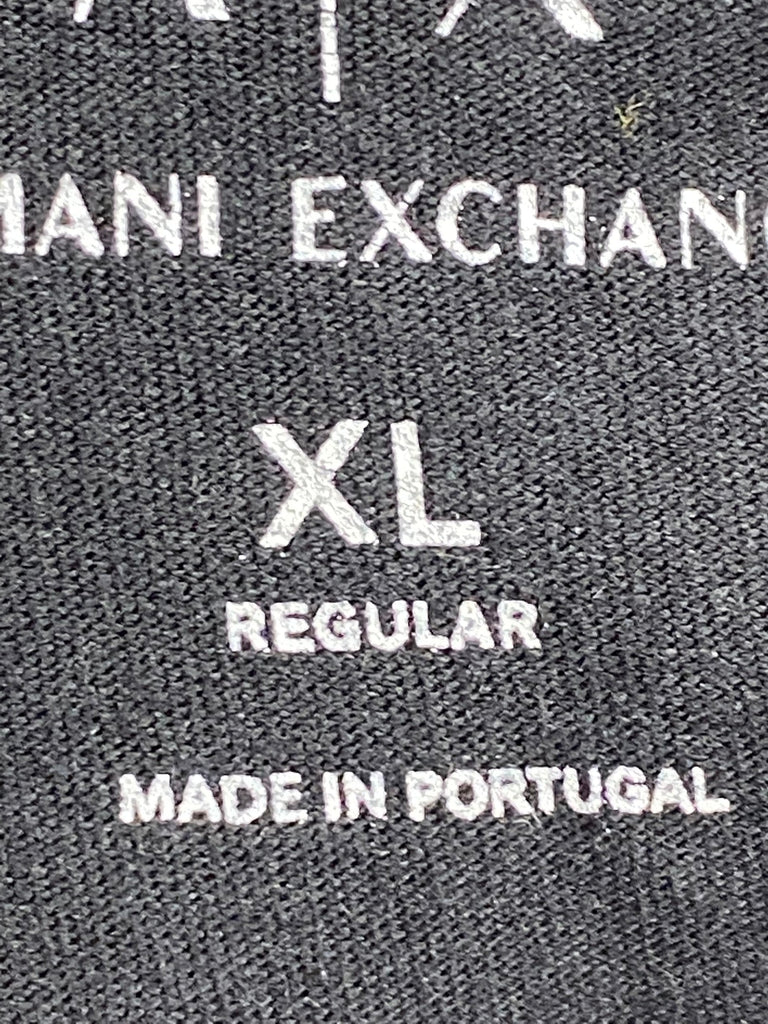 A|X
MANI EXCHANG
XL
REGULAR
MADE IN PORTUGAL